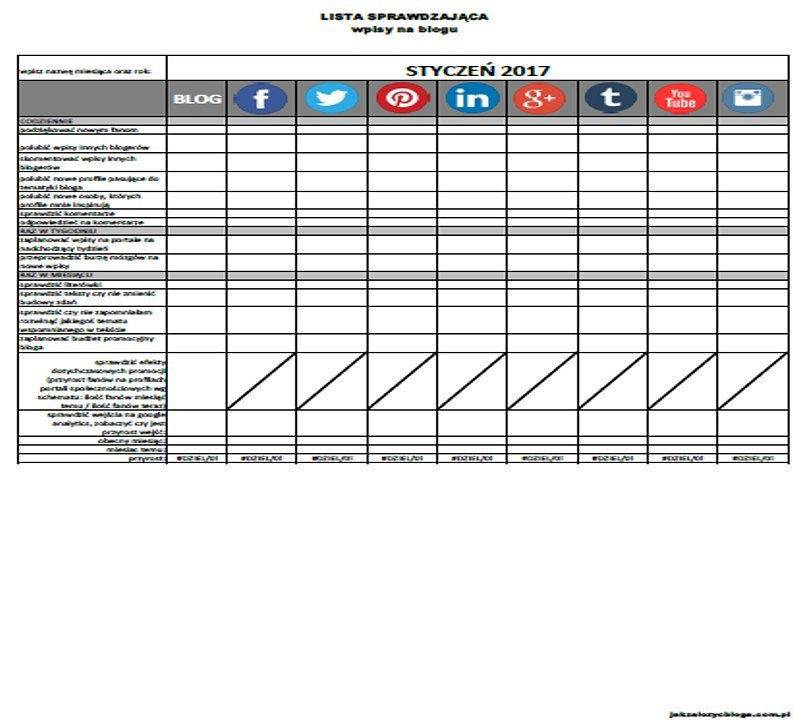 LISTA SPRAWDZAJĄCA
wpisy na blogu
wpisz nazwę miesiąca oraz rok:
STYCZEŃ 2017
BLOG
f
P
in
g+
t
You
Tube
CODZIENNIE
podziękować nowym fanom
polubić wpisy innych blogerów
skomentować wpisy innych
blogerów
polubić nowe profile pasujące do
tematyki bloga
polubić nowe osoby, których
profile mnie inspirują
sprawdzić komentarze
odpowiedzieć na komentarze
RAZ W TYGODNIU
zaplanować wpisy na portale na
nadchodzący tydzień
przeprowadzić burzę mózgów na
nowe wpisy
RAZ W MIESIĄCU
sprawdzić literówki
sprawdzić teksty czy nie zmienić
budowy zdań
sprawdzić czy nie zapomniałam
rozwinąć jakiegoś tematu
wspomnianego w tekście
zaplanować budżet promocyjny
bloga
sprawdzić efekty
dotychczasowych promocji
(przyrost fanów na profilach
portali społecznościowych wg
schematu: ilość fanów miesiąc
temu / ilość fanów teraz)
sprawdzić wejścia na google
analytics, zobaczyć czy jest
przyrost wejść:
obecny miesiąc:
miesiąc temu:
przyrost: #DZIEL/0! #DZIEL/0! #DZIEL/0! #DZIEL/0! #DZIEL/0! #DZIEL/0! #DZIEL/0! #DZIEL/0! #DZIEL/0!
jakzalozycbloga.com.pl